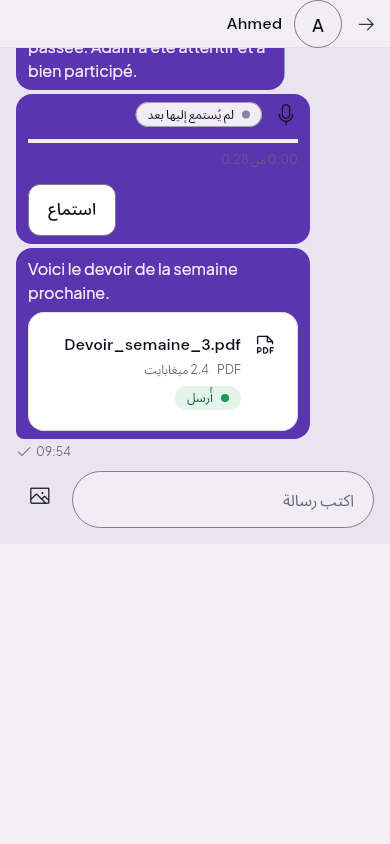 Ahmed
A
passée. Adam a été attentif et a
bien participé.
لم يُستمع إليها بعد
0:00 من 0:28
استماع
Voici le devoir de la semaine
prochaine.
Devoir_semaine_3.pdf
PDF
PDF 2.4 ميغابايت
أُرسل
09:54
اكتب رسالة